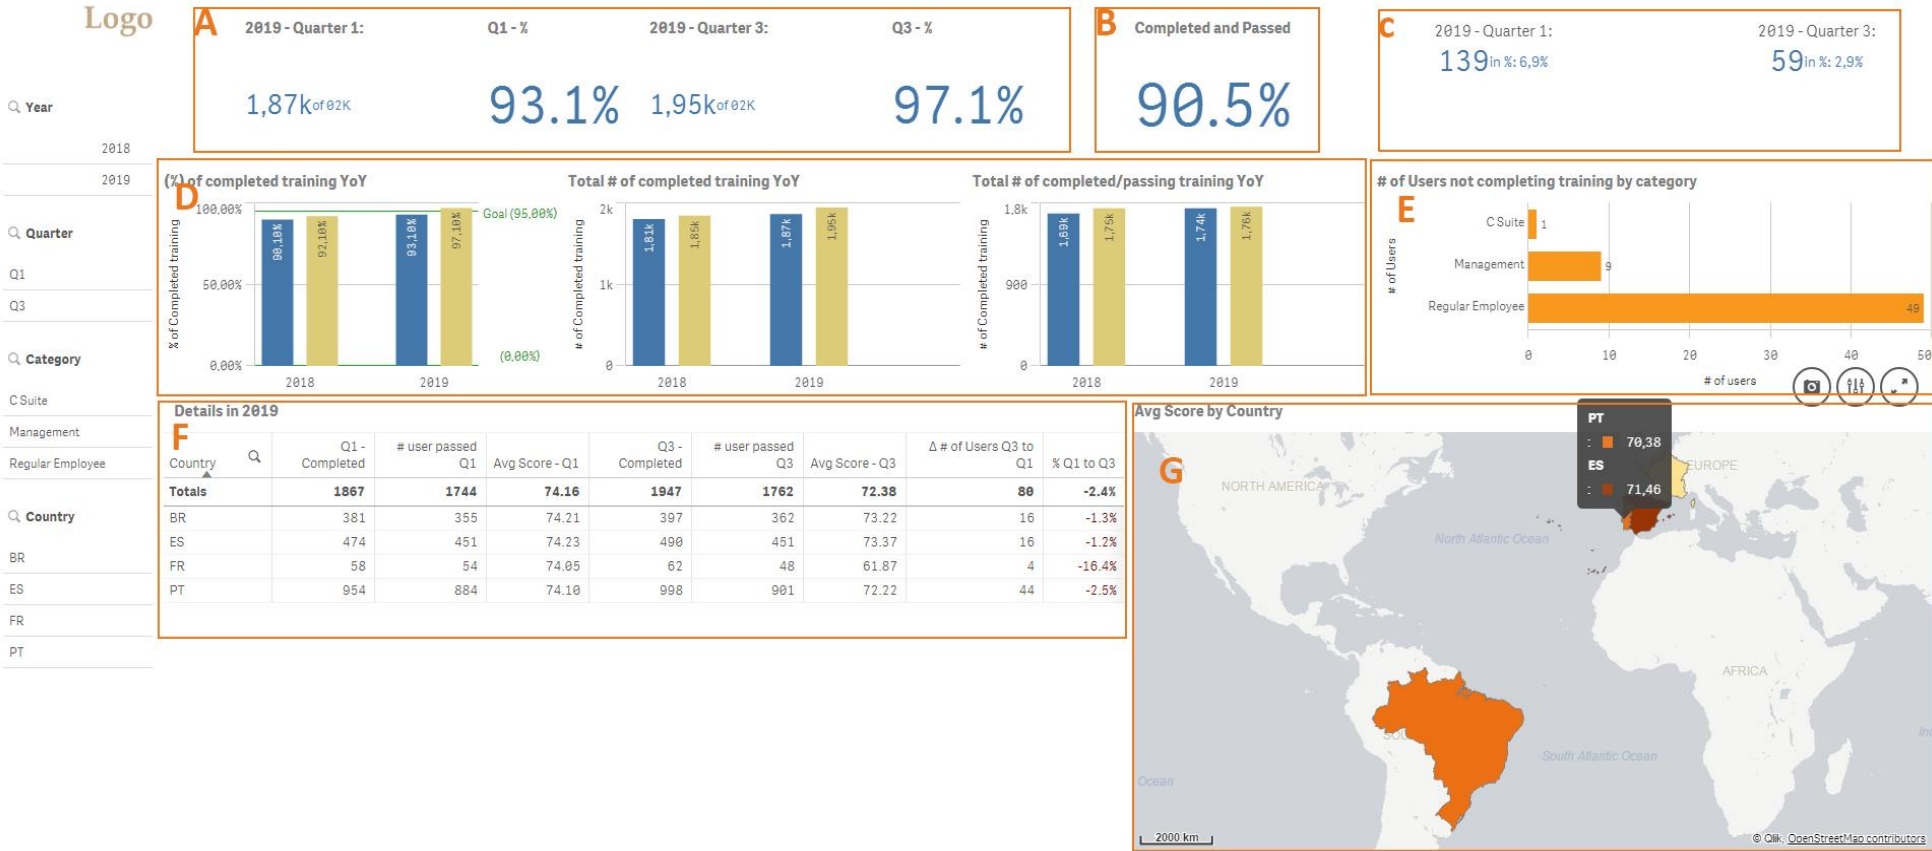 Logo
Year
2018
2019
Quarter
Q1
Q3
Category
C Suite
Management
Regular Employee
Country
BR
ES
FR
PT
A
2019 - Quarter 1:
Q1 - %
2019 - Quarter 3:
Q3 - %
1,87k of 02K
93.1%
1,95k of 02K
97.1%
B
Completed and Passed
90.5%
C
2019 - Quarter 1:
2019 - Quarter 3:
139 in %: 6,9%
59 in %: 2,9%
D
(%) of completed training YoY
% of Completed training
100,00%
50,00%
0,00%
90,10%
92,10%
93,10%
97,10%
Goal (95,00%)
(0,00%)
2018
2019
Total # of completed training YoY
# of Completed training
2k
1k
0
1,81k
1,85k
1,87k
1,95k
2018
2019
Total # of completed/passing training YoY
# of Completed training
1,8k
900
0
1,69k
1,75k
1,74k
1,76k
2018
2019
# of Users not completing training by category
E
# of Users
C Suite
1
Management
9
Regular Employee
49
0 10 20 30 40 50
# of users
Details in 2019
F
Country
Q1 - Completed
# user passed Q1
Avg Score - Q1
Q3 - Completed
# user passed Q3
Avg Score - Q3
Δ # of Users Q3 to Q1
% Q1 to Q3
Totals 1867 1744 74.16 1947 1762 72.38 80 -2.4%
BR 381 355 74.21 397 362 73.22 16 -1.3%
ES 474 451 74.23 490 451 73.37 16 -1.2%
FR 58 54 74.05 62 48 61.87 4 -16.4%
PT 954 884 74.10 998 901 72.22 44 -2.5%
Avg Score by Country
G
PT
: 70,38
ES
: 71,46
NORTH AMERICA
EUROPE
North Atlantic Ocean
AFRICA
South Atlantic Ocean
Ocean
2000 km
© Qlik, OpenStreetMap contributors